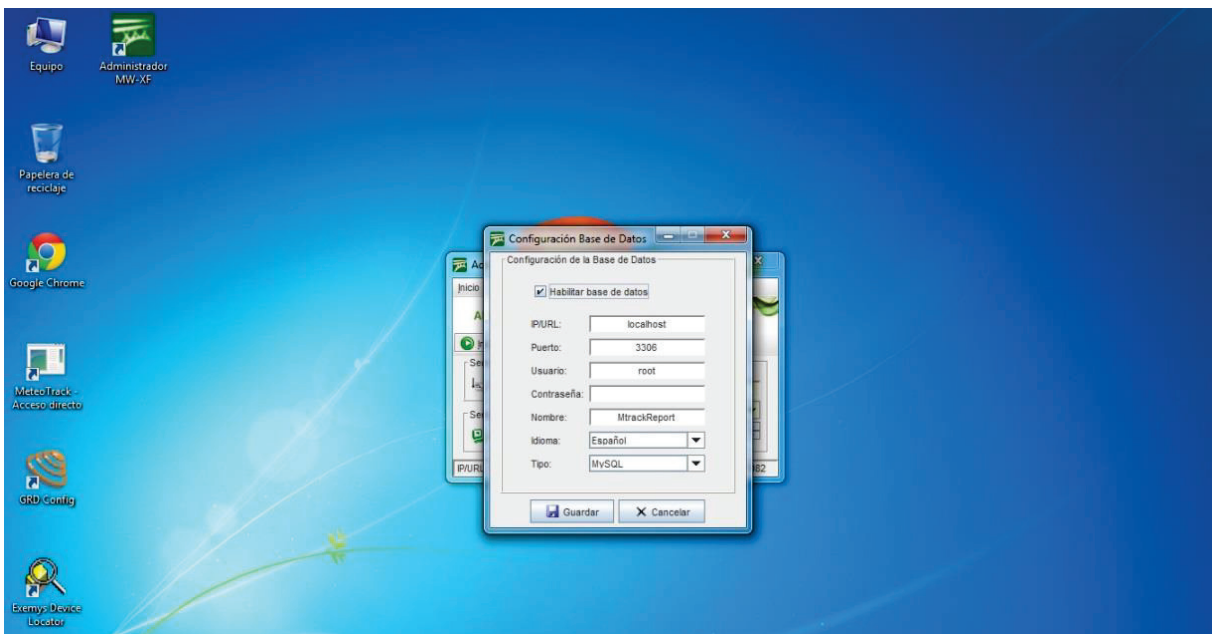 Equipo
Administrador
MW-XF
Papelera de
reciclaje
Google Chrome
MeteoTrack -
Acceso directo
GRD Config
Exemys Device
Locator
Configuración Base de Datos
Configuración de la Base de Datos
Habilitar base de datos
IP/URL:
localhost
Puerto:
3306
Usuario:
root
Contraseña:
Nombre:
MtrackReport
Idioma:
Español
Tipo:
MySQL
Guardar
Cancelar
Inicio
IP/URL